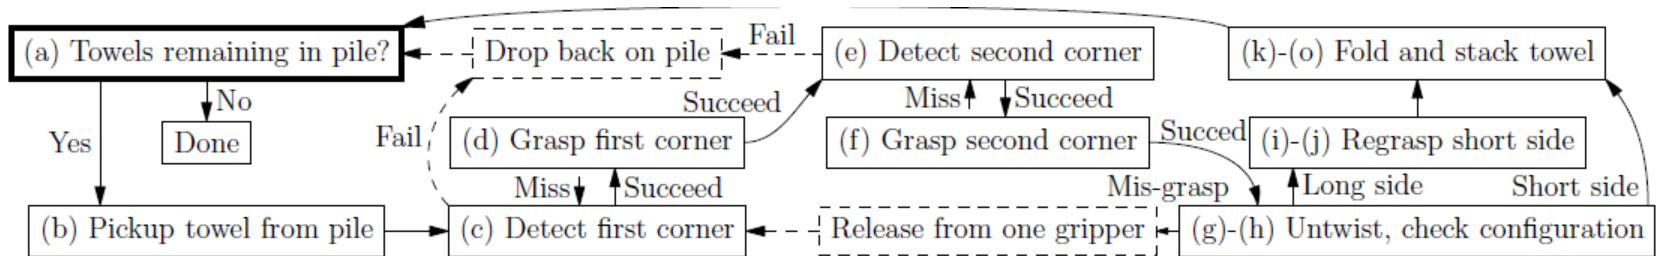 (a) Towels remaining in pile?
Drop back on pile
Fail
(e) Detect second corner
(k)-(o) Fold and stack towel
No
Succeed
Miss
Succeed
Yes
Done
Fail
(d) Grasp first corner
(f) Grasp second corner
Succed
(i)-(j) Regrasp short side
Miss
Succeed
Mis-grasp
Long side
Short side
(b) Pickup towel from pile
(c) Detect first corner
Release from one gripper
(g)-(h) Untwist, check configuration